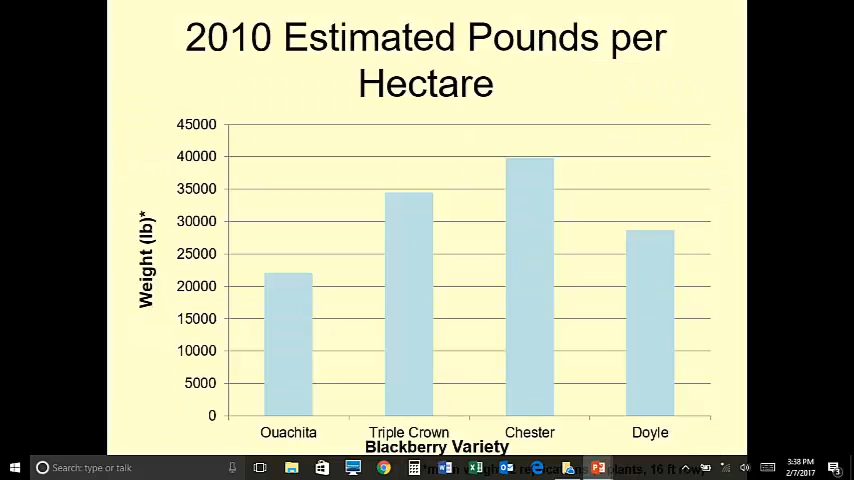 2010 Estimated Pounds per
Hectare
45000
40000
35000
30000
25000
20000
15000
10000
5000
0
Weight (lb)*
Ouachita Triple Crown Chester Doyle
Blackberry Variety
plants, 16 ft row
Search: type or talk
3:38 PM
2/7/2017